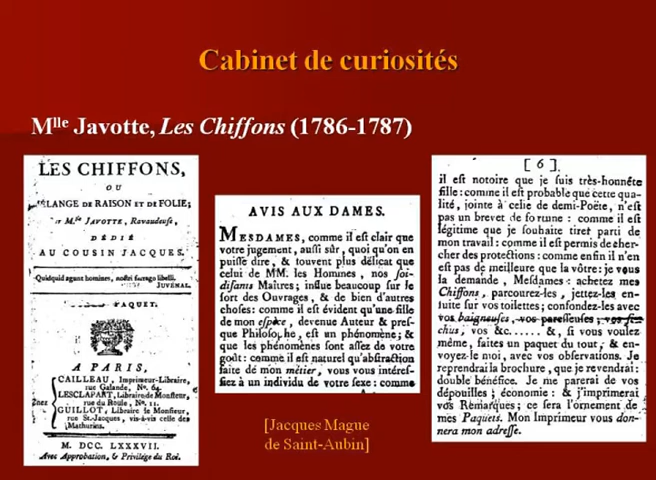 Cabinet de curiosités
Mlle Javotte, Les Chiffons (1786-1787)
LES CHIFFONS,
OU
MÉLANGE DE RAISON ET DE FOLIE;
Mlle JAVOTTE, Ravaudeuse,
DÉDIÉ
AU COUSIN JACQUES.
Quidquid agunt homines, nostri farrago libelli.
JUVÉNAL.
PAQUET.
A PARIS,
CAILLEAU, Imprimeur-Libraire,
rue Galande, No. 64.
LESCLAPART, Libraire de Monsieur,
rue du Roule, No. 11.
GUILLOT, Libraire de Monsieur,
rue St-Jacques, vis-à-vis celle des
Mathurins.
M. DCC. LXXXVII.
Avec Approbation, & Privilége du Roi.
AVIS AUX DAMES.
MESDAMES, comme il eſt clair que
votre jugement, auſſi sûr, quoi qu'on en
puiſſe dire, & touvent plus délicat que
celui de MM. les Hommes, nos ſoi-
diſans Maîtres; influe beaucoup ſur le
ſort des Ouvrages, & de bien d'autres
choſes: comme il eſt évident qu'une fille
de mon eſpèce, devenue Auteur & preſ-
que Philoſophe, eſt un phénomène; &
que les phénomènes ſont aſſez de votre
goût: comme il eſt naturel qu'abſtraction
faite de mon métier, vous vous intéreſ-
ſiez à un individu de votre ſexe: comme
[Jacques Mague
de Saint-Aubin]
[6].
il eſt notoire que je ſuis très-honnête
fille: comme il eſt probable que cette qua-
lité, jointe à celle de demi-Poëte, n'eſt
pas un brevet de fortune: comme il eſt
légitime que je ſouhaite tirer parti de
mon travail: comme il eſt permis de cher-
cher des protections: comme enfin il n'en
eſt pas de meilleure que la vôtre: je vous
la demande, Meſdames: achetez mes
Chiffons, parcourez-les, jettez-les en-
ſuite ſur vos toilettes; confondez-les avec
vos baigneuſes, vos pareſſeuſes, vos fi-
chus, vos &c...... &, ſi vous voulez
même, faites un paquet du tout, & en-
voyez-le moi, avec vos obſervations. Je
reprendrai la brochure, que je revendrai:
double bénéfice. Je me parerai de vos
dépouilles; économie: & j'imprimerai
vos Remarques; ce ſera l'ornement de
mes Paquets. Mon Imprimeur vous don-
nera mon adreſſe.